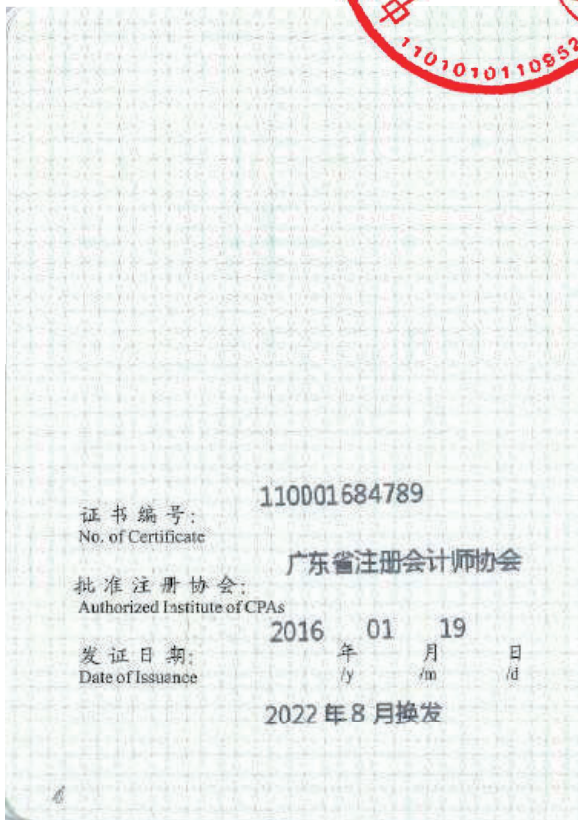 中
1101010110952
110001684789
证书编号:
No. of Certificate
广东省注册会计师协会
批准注册协会:
Authorized Institute of CPAs
2016 01 19
发证日期: 年 月 日
Date of Issuance /y /m /d
2022年8月换发